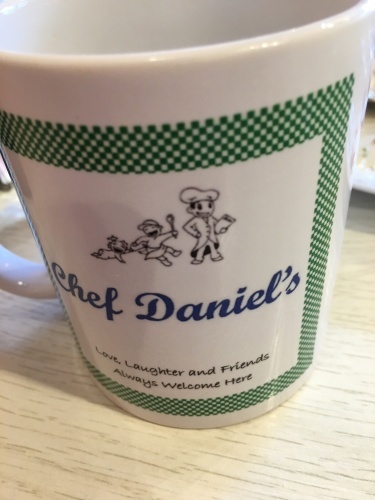 Chef Daniel's
Love, Laughter and Friends
Always Welcome Here